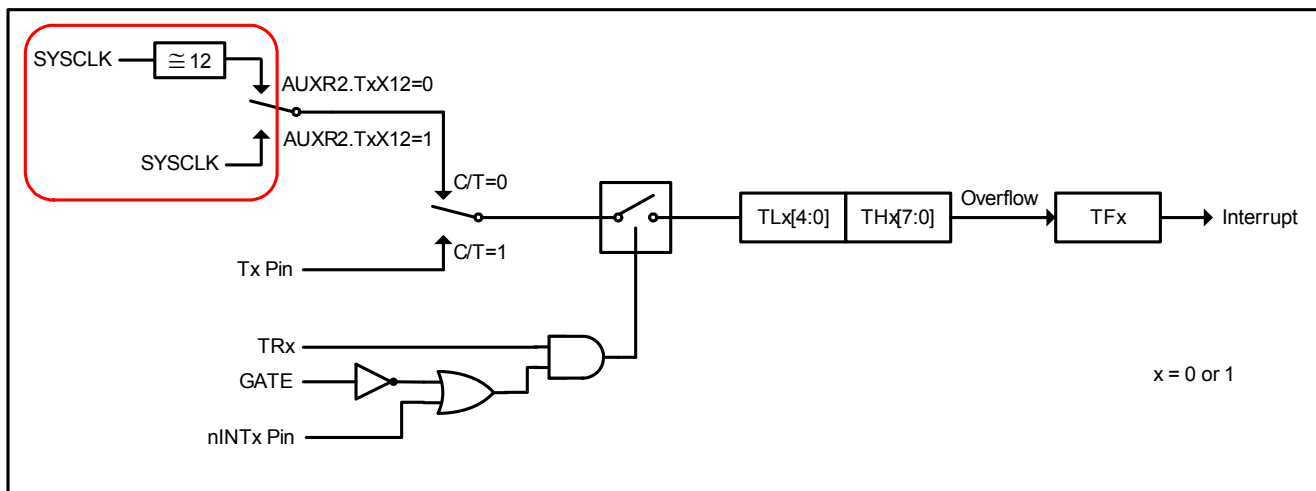 SYSCLK
≅ 12
AUXR2.TxX12=0
AUXR2.TxX12=1
SYSCLK
C/T=0
C/T=1
Tx Pin
TLx[4:0]
THx[7:0]
Overflow
TFx
Interrupt
TRx
GATE
nINTx Pin
x = 0 or 1